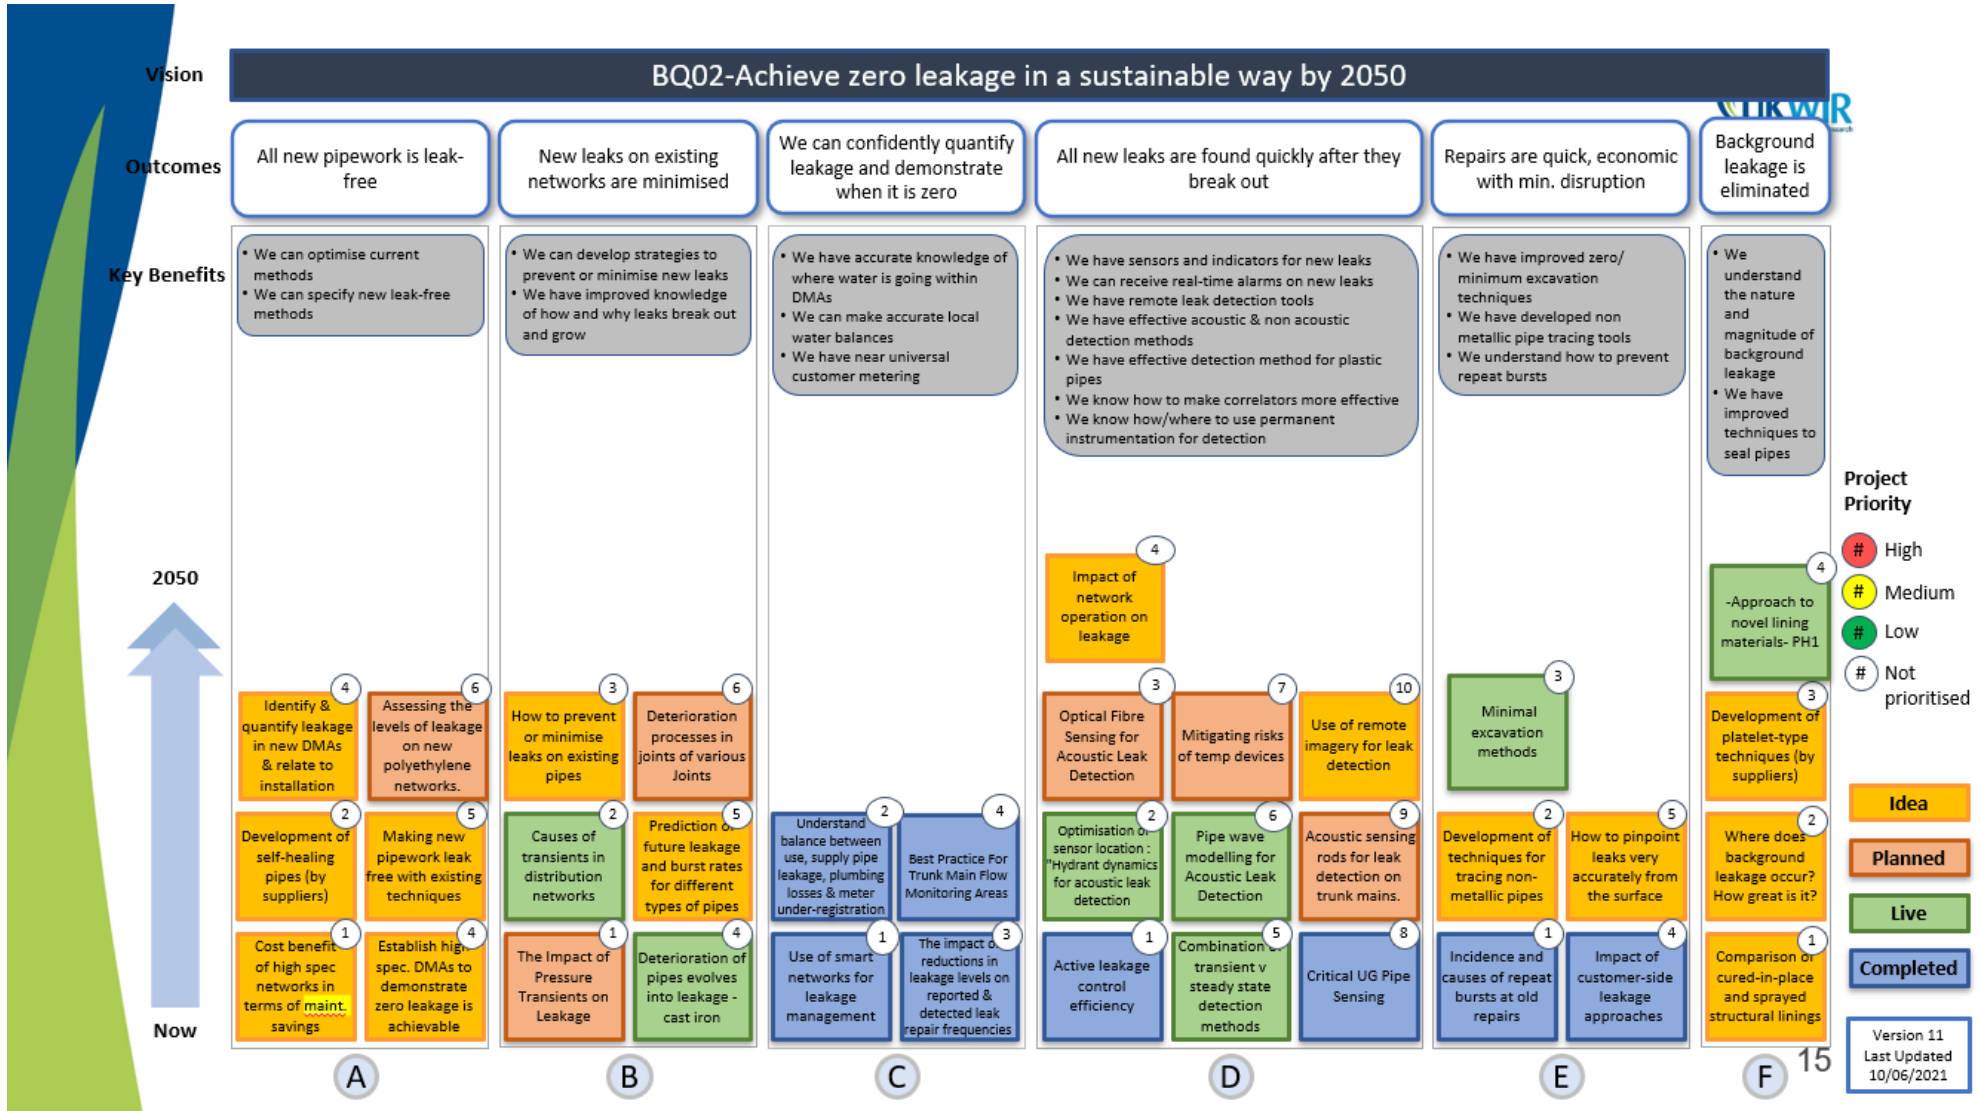 Vision
BQ02-Achieve zero leakage in a sustainable way by 2050
UKWIR
Outcomes
All new pipework is leak-
free
New leaks on existing
networks are minimised
We can confidently quantify
leakage and demonstrate
when it is zero
All new leaks are found quickly after they
break out
Repairs are quick, economic
with min. disruption
Background
leakage is
eliminated
Key Benefits
• We can optimise current
methods
• We can specify new leak-free
methods
• We can develop strategies to
prevent or minimise new leaks
• We have improved knowledge
of how and why leaks break out
and grow
• We have accurate knowledge of
where water is going within
DMAs
• We can make accurate local
water balances
• We have near universal
customer metering
• We have sensors and indicators for new leaks
• We can receive real-time alarms on new leaks
• We have remote leak detection tools
• We have effective acoustic & non acoustic
detection methods
• We have effective detection method for plastic
pipes
• We know how to make correlators more effective
• We know how/where to use permanent
instrumentation for detection
• We have improved zero/
minimum excavation
techniques
• We have developed non
metallic pipe tracing tools
• We understand how to prevent
repeat bursts
• We
understand
the nature
and
magnitude of
background
leakage
• We have
improved
techniques to
seal pipes
2050
Now
4
Identify &
quantify leakage
in new DMAs
& relate to
installation
6
Assessing the
levels of leakage
on new
polyethylene
networks.
2
Development of
self-healing
pipes (by
suppliers)
5
Making new
pipework leak
free with existing
techniques
1
Cost benefit
of high spec
networks in
terms of maint.
savings
4
Establish high
spec. DMAs to
demonstrate
zero leakage is
achievable
A
3
How to prevent
or minimise
leaks on existing
pipes
6
Deterioration
processes in
joints of various
Joints
2
Causes of
transients in
distribution
networks
5
Prediction of
future leakage
and burst rates
for different
types of pipes
1
The Impact of
Pressure
Transients on
Leakage
4
Deterioration of
pipes evolves
into leakage -
cast iron
B
2
Understand
balance between
use, supply pipe
leakage, plumbing
losses & meter
under-registration
4
Best Practice For
Trunk Main Flow
Monitoring Areas
1
Use of smart
networks for
leakage
management
3
The impact of
reductions in
leakage levels on
reported &
detected leak
repair frequencies
C
4
Impact of
network
operation on
leakage
3
Optical Fibre
Sensing for
Acoustic Leak
Detection
7
Mitigating risks
of temp devices
10
Use of remote
imagery for leak
detection
2
Optimisation of
sensor location :
"Hydrant dynamics
for acoustic leak
detection
6
Pipe wave
modelling for
Acoustic Leak
Detection
9
Acoustic sensing
rods for leak
detection on
trunk mains.
1
Active leakage
control
efficiency
5
Combination of
transient v
steady state
detection
methods
8
Critical UG Pipe
Sensing
D
3
Minimal
excavation
methods
2
Development of
techniques for
tracing non-
metallic pipes
5
How to pinpoint
leaks very
accurately from
the surface
1
Incidence and
causes of repeat
bursts at old
repairs
4
Impact of
customer-side
leakage
approaches
E
4
-Approach to
novel lining
materials- PH1
3
Development of
platelet-type
techniques (by
suppliers)
2
Where does
background
leakage occur?
How great is it?
1
Comparison of
cured-in-place
and sprayed
structural linings
F
15
Project
Priority
# High
# Medium
# Low
# Not
prioritised
Idea
Planned
Live
Completed
Version 11
Last Updated
10/06/2021